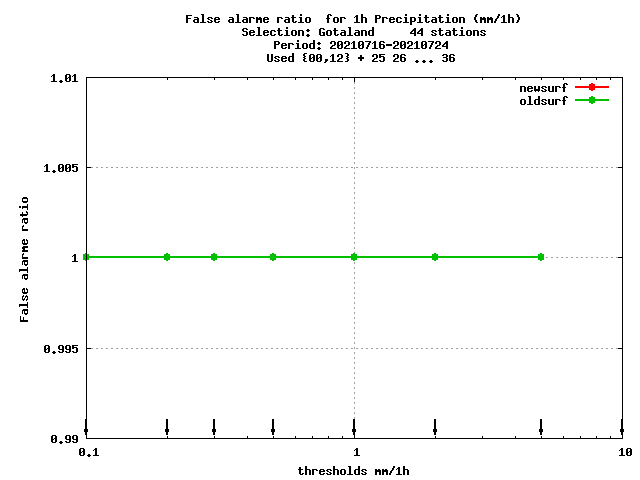 False alarme ratio  for 1h Precipitation (mm/1h)
Selection: Gotaland     44 stations
Period: 20210716-20210724
Used {00,12} + 25 26 ... 36
newsurf
oldsurf
1.01
1.005
1
0.995
0.99
False alarme ratio
0.1 1 10
thresholds mm/1h